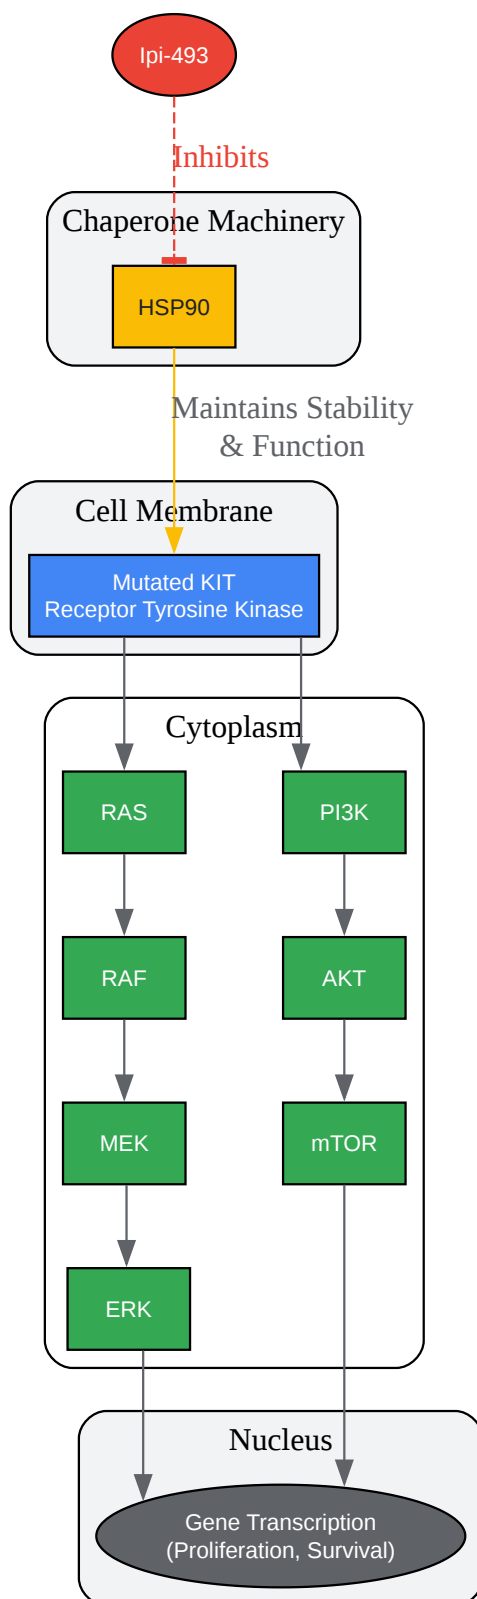 Ipi-493
Inhibits
Chaperone Machinery
HSP90
Maintains Stability
& Function
Cell Membrane
Mutated KIT
Receptor Tyrosine Kinase
Cytoplasm
RAS
PI3K
RAF
AKT
MEK
mTOR
ERK
Nucleus
Gene Transcription
(Proliferation, Survival)